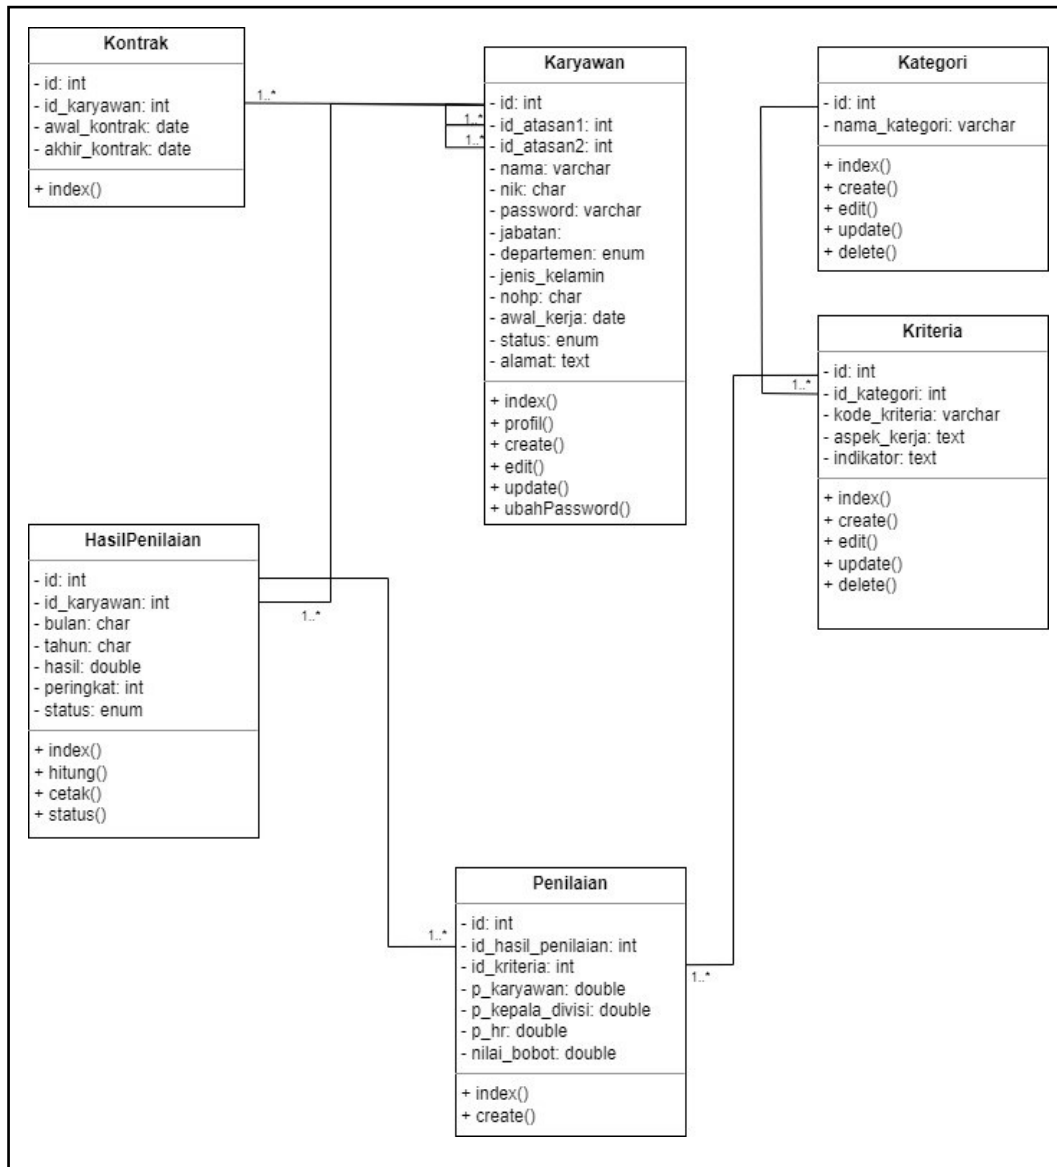 Kontrak
- id: int
- id_karyawan: int
- awal_kontrak: date
- akhir_kontrak: date
+ index()
1..*
Karyawan
- id: int
- id_atasan1: int
- id_atasan2: int
- nama: varchar
- nik: char
- password: varchar
- jabatan:
- departemen: enum
- jenis_kelamin
- nohp: char
- awal_kerja: date
- status: enum
- alamat: text
+ index()
+ profil()
+ create()
+ edit()
+ update()
+ ubahPassword()
1..*
1..*
Kategori
- id: int
- nama_kategori: varchar
+ index()
+ create()
+ edit()
+ update()
+ delete()
Kriteria
- id: int
- id_kategori: int
- kode_kriteria: varchar
- aspek_kerja: text
- indikator: text
+ index()
+ create()
+ edit()
+ update()
+ delete()
1..*
HasilPenilaian
- id: int
- id_karyawan: int
- bulan: char
- tahun: char
- hasil: double
- peringkat: int
- status: enum
+ index()
+ hitung()
+ cetak()
+ status()
1..*
Penilaian
- id: int
- id_hasil_penilaian: int
- id_kriteria: int
- p_karyawan: double
- p_kepala_divisi: double
- p_hr: double
- nilai_bobot: double
+ index()
+ create()
1..*
1..*